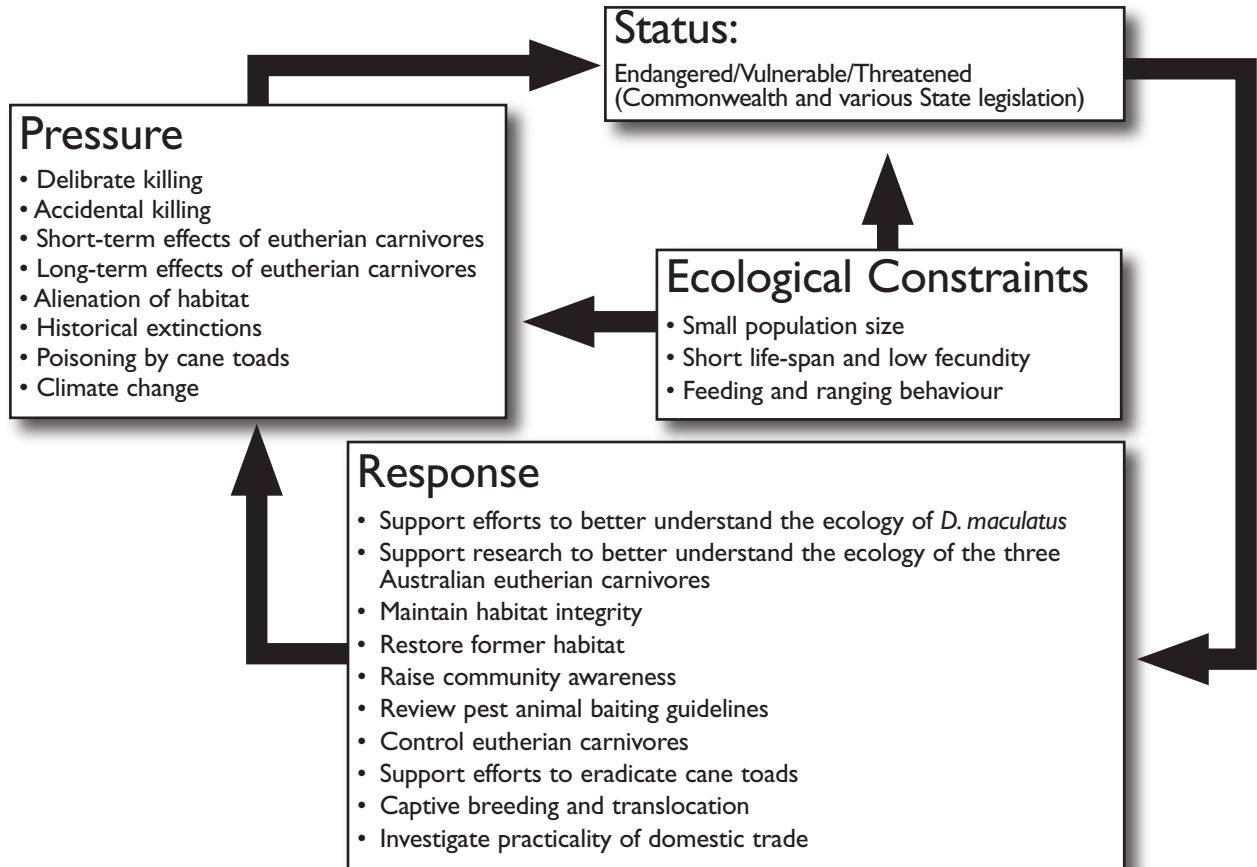 Status:
Endangered/Vulnerable/Threatened
(Commonwealth and various State legislation)
Pressure
• Delibrate killing
• Accidental killing
• Short-term effects of eutherian carnivores
• Long-term effects of eutherian carnivores
• Alienation of habitat
• Historical extinctions
• Poisoning by cane toads
• Climate change
Ecological Constraints
• Small population size
• Short life-span and low fecundity
• Feeding and ranging behaviour
Response
• Support efforts to better understand the ecology of D. maculatus
• Support research to better understand the ecology of the three
Australian eutherian carnivores
• Maintain habitat integrity
• Restore former habitat
• Raise community awareness
• Review pest animal baiting guidelines
• Control eutherian carnivores
• Support efforts to eradicate cane toads
• Captive breeding and translocation
• Investigate practicality of domestic trade